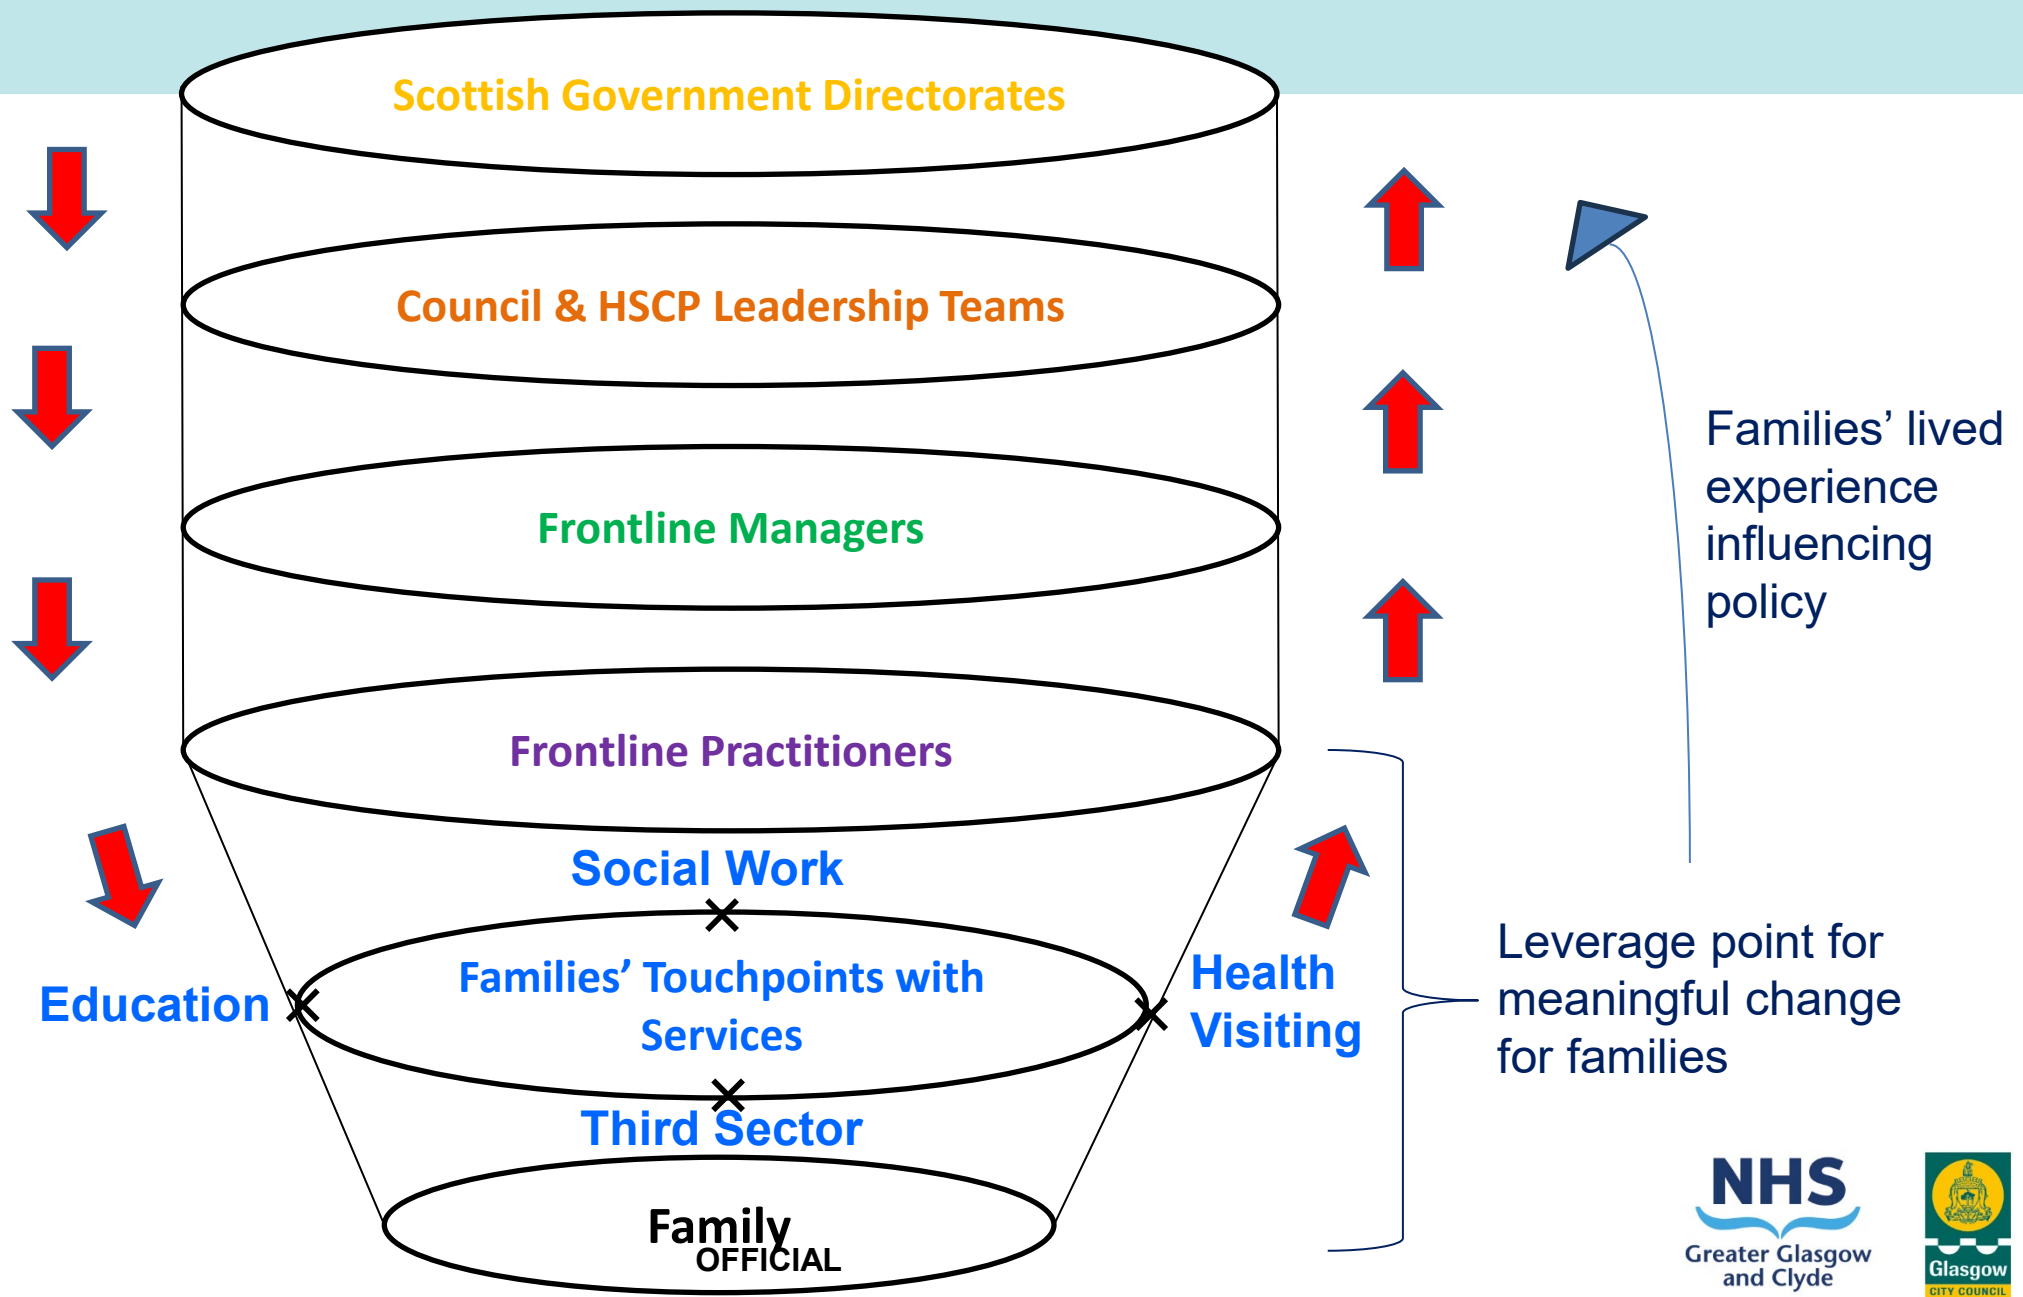 Scottish Government Directorates
Council & HSCP Leadership Teams
Frontline Managers
Frontline Practitioners
Social Work
Families’ Touchpoints with
Services
Education
Health
Visiting
Third Sector
Family
OFFICIAL
Families’ lived
experience
influencing
policy
Leverage point for
meaningful change
for families
NHS
Greater Glasgow
and Clyde
Glasgow
CITY COUNCIL